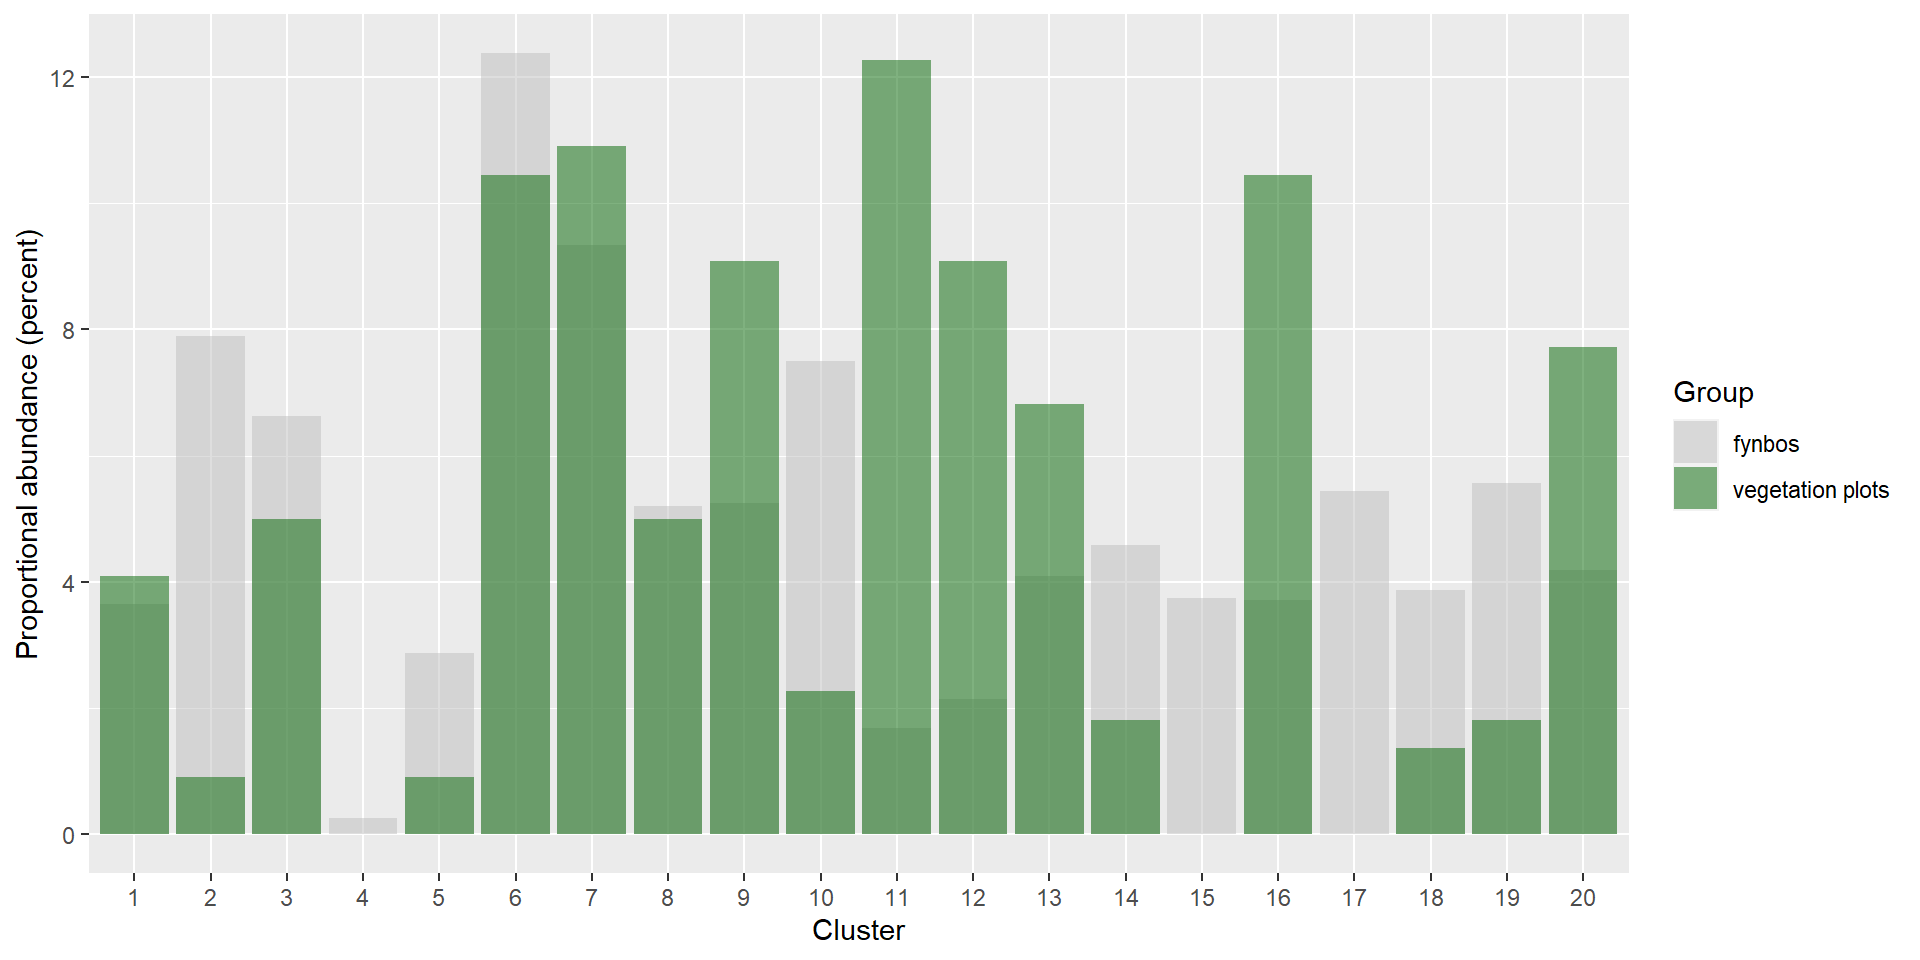 Proportional abundance (percent)
12
8
4
0
1 2 3 4 5 6 7 8 9 10 11 12 13 14 15 16 17 18 19 20
Cluster
Group
fynbos
vegetation plots